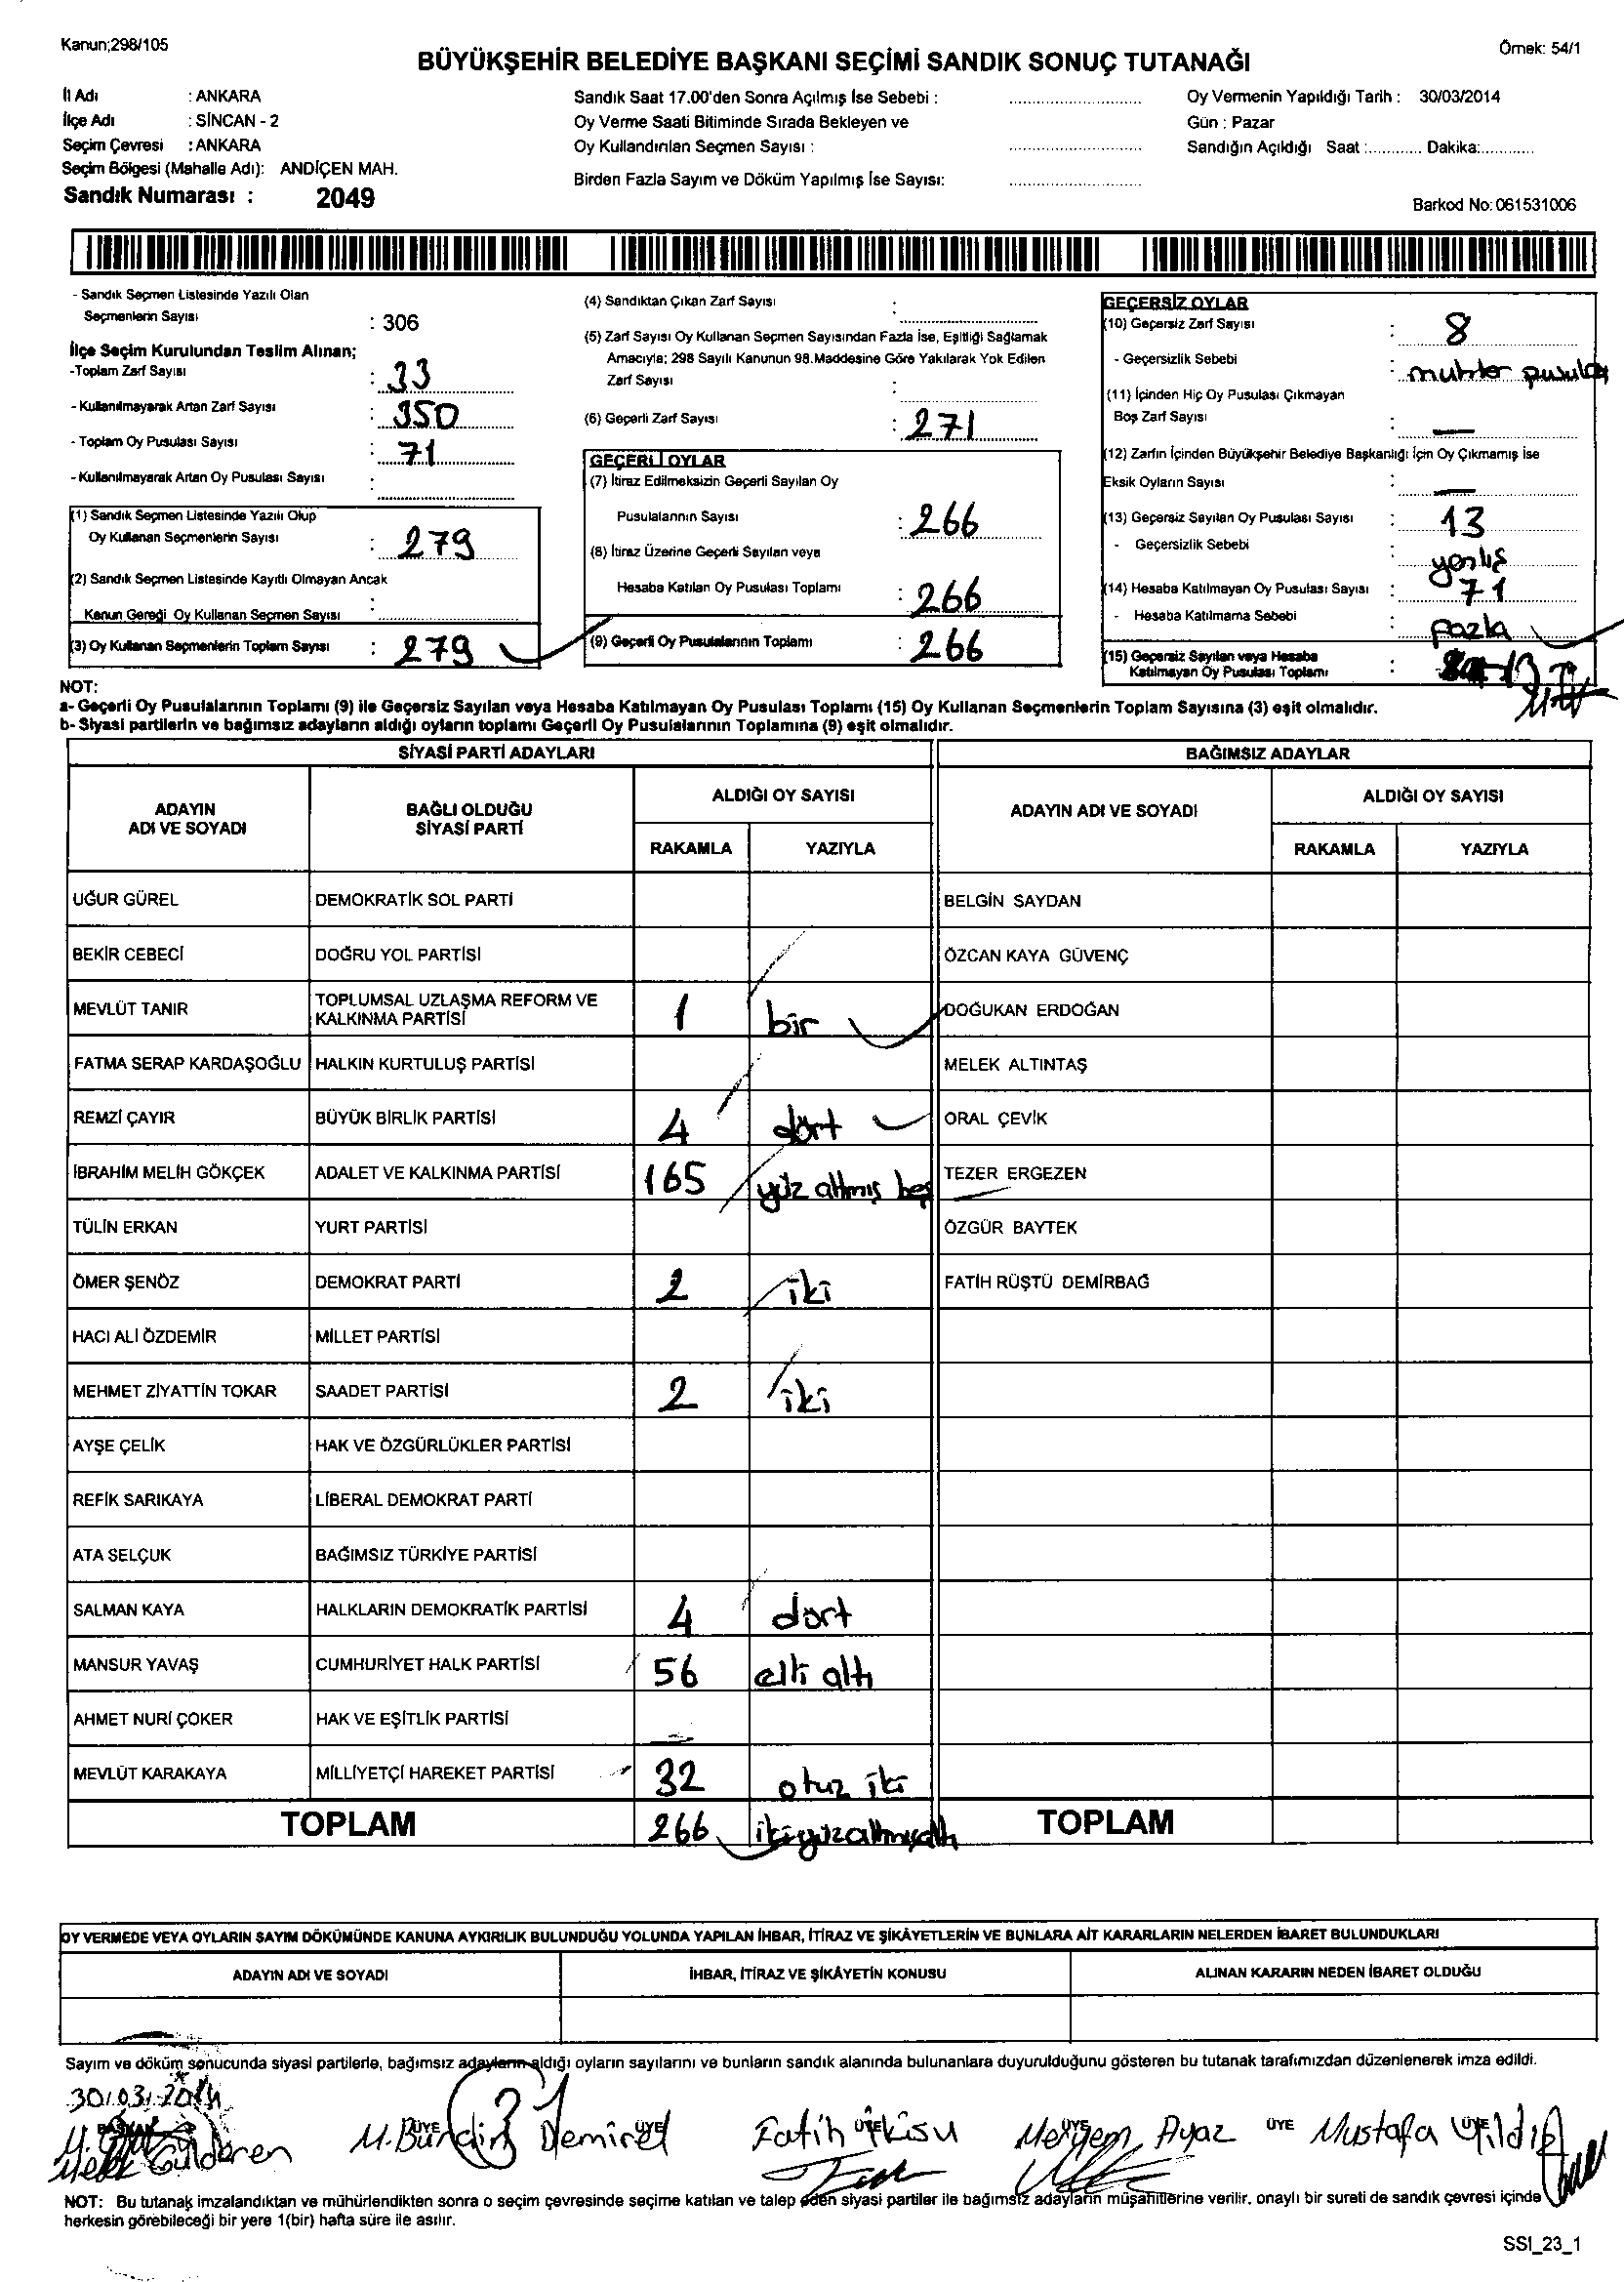 Kanun;298/105
Örnek: 54/1
BÜYÜKŞEHİR BELEDİYE BAŞKANI SEÇİMİ SANDIK SONUÇ TUTANAĞI
İl Adı : ANKARA
İlçe Adı : SİNCAN - 2
Seçim Çevresi : ANKARA
Seçim Bölgesi (Mahalle Adı): ANDİÇEN MAH.
Sandık Numarası : 2049
Sandık Saat 17.00'den Sonra Açılmış İse Sebebi :
Oy Verme Saati Bitiminde Sırada Bekleyen ve
Oy Kullandırılan Seçmen Sayısı :
Birden Fazla Sayım ve Döküm Yapılmış İse Sayısı:
Oy Vermenin Yapıldığı Tarih : 30/03/2014
Gün : Pazar
Sandığın Açıldığı Saat :............ Dakika:............
Barkod No: 061531006
- Sandık Seçmen Listesinde Yazılı Olan
Seçmenlerin Sayısı : 306
İlçe Seçim Kurulundan Teslim Alınan;
-Toplam Zarf Sayısı : 33
- Kullanılmayarak Artan Zarf Sayısı : 350
- Toplam Oy Pusulası Sayısı : 71
- Kullanılmayarak Artan Oy Pusulası Sayısı :
(1) Sandık Seçmen Listesinde Yazılı Olup
Oy Kullanan Seçmenlerin Sayısı : 279
(2) Sandık Seçmen Listesinde Kayıtlı Olmayan Ancak
Kanun Gereği Oy Kullanan Seçmen Sayısı :
(3) Oy Kullanan Seçmenlerin Toplam Sayısı : 279
(4) Sandıktan Çıkan Zarf Sayısı :
(5) Zarf Sayısı Oy Kullanan Seçmen Sayısından Fazla İse, Eşitliği Sağlamak
Amacıyla; 298 Sayılı Kanunun 98.Maddesine Göre Yakılarak Yok Edilen
Zarf Sayısı :
(6) Geçerli Zarf Sayısı : 271
GEÇERLİ OYLAR
(7) İtiraz Edilmeksizin Geçerli Sayılan Oy
Pusulalarının Sayısı : 266
(8) İtiraz Üzerine Geçerli Sayılan veya
Hesaba Katılan Oy Pusulası Toplamı : 266
(9) Geçerli Oy Pusulalarının Toplamı : 266
GEÇERSİZ OYLAR
(10) Geçersiz Zarf Sayısı : 8
- Geçersizlik Sebebi : muhtar pusulası
(11) İçinden Hiç Oy Pusulası Çıkmayan
Boş Zarf Sayısı : —
(12) Zarfın İçinden Büyükşehir Belediye Başkanlığı İçin Oy Çıkmamış İse
Eksik Oyların Sayısı : —
(13) Geçersiz Sayılan Oy Pusulası Sayısı : 13
- Geçersizlik Sebebi : yanlış
(14) Hesaba Katılmayan Oy Pusulası Sayısı : 71
- Hesaba Katılmama Sebebi : fazla
(15) Geçersiz Sayılan veya Hesaba
Katılmayan Oy Pusulası Toplamı : 13
NOT:
a- Geçerli Oy Pusulalarının Toplamı (9) ile Geçersiz Sayılan veya Hesaba Katılmayan Oy Pusulası Toplamı (15) Oy Kullanan Seçmenlerin Toplam Sayısına (3) eşit olmalıdır.
b- Siyasi partilerin ve bağımsız adayların aldığı oyların toplamı Geçerli Oy Pusulalarının Toplamına (9) eşit olmalıdır.
SİYASİ PARTİ ADAYLARI
BAĞIMSIZ ADAYLAR
ADAYIN ADI VE SOYADI
BAĞLI OLDUĞU SİYASİ PARTİ
ALDIĞI OY SAYISI
RAKAMLA YAZIYLA
ADAYIN ADI VE SOYADI
ALDIĞI OY SAYISI
RAKAMLA YAZIYLA
UĞUR GÜREL DEMOKRATİK SOL PARTİ BELGİN SAYDAN
BEKİR CEBECİ DOĞRU YOL PARTİSİ ÖZCAN KAYA GÜVENÇ
MEVLÜT TANIR TOPLUMSAL UZLAŞMA REFORM VE KALKINMA PARTİSİ 1 bir DOĞUKAN ERDOĞAN
FATMA SERAP KARDAŞOĞLU HALKIN KURTULUŞ PARTİSİ MELEK ALTINTAŞ
REMZİ ÇAYIR BÜYÜK BİRLİK PARTİSİ 4 dört ORAL ÇEVİK
İBRAHİM MELİH GÖKÇEK ADALET VE KALKINMA PARTİSİ 165 yüz altmış beş TEZER ERGEZEN
TÜLİN ERKAN YURT PARTİSİ ÖZGÜR BAYTEK
ÖMER ŞENÖZ DEMOKRAT PARTİ 2 iki FATİH RÜŞTÜ DEMİRBAĞ
HACI ALİ ÖZDEMİR MİLLET PARTİSİ
MEHMET ZİYATTİN TOKAR SAADET PARTİSİ 2 iki
AYŞE ÇELİK HAK VE ÖZGÜRLÜKLER PARTİSİ
REFİK SARIKAYA LİBERAL DEMOKRAT PARTİ
ATA SELÇUK BAĞIMSIZ TÜRKİYE PARTİSİ
SALMAN KAYA HALKLARIN DEMOKRATİK PARTİSİ 4 dört
MANSUR YAVAŞ CUMHURİYET HALK PARTİSİ 56 elli altı
AHMET NURİ ÇOKER HAK VE EŞİTLİK PARTİSİ
MEVLÜT KARAKAYA MİLLİYETÇİ HAREKET PARTİSİ 32 otuz iki
TOPLAM 266 ikiyüzaltmışaltı TOPLAM
OY VERMEDE VEYA OYLARIN SAYIM DÖKÜMÜNDE KANUNA AYKIRILIK BULUNDUĞU YOLUNDA YAPILAN İHBAR, İTİRAZ VE ŞİKÂYETLERİN VE BUNLARA AİT KARARLARIN NELERDEN İBARET BULUNDUKLARI
ADAYIN ADI VE SOYADI İHBAR, İTİRAZ VE ŞİKÂYETİN KONUSU ALINAN KARARIN NEDEN İBARET OLDUĞU
Sayım ve döküm sonucunda siyasi partilerle, bağımsız adayların aldığı oyların sayılarını ve bunların sandık alanında bulunanlara duyurulduğunu gösteren bu tutanak tarafımızdan düzenlenerek imza edildi.
30.03.2014
BAŞKAN ÜYE ÜYE ÜYE ÜYE ÜYE ÜYE
Demirel Fatih Meryem Ayaz Mustafa
NOT: Bu tutanak imzalandıktan ve mühürlendikten sonra o seçim çevresinde seçime katılan ve talep eden siyasi partiler ile bağımsız adayların müşahitlerine verilir. onaylı bir sureti de sandık çevresi içinde
herkesin görebileceği bir yere 1(bir) hafta süre ile asılır.
SSI_23_1